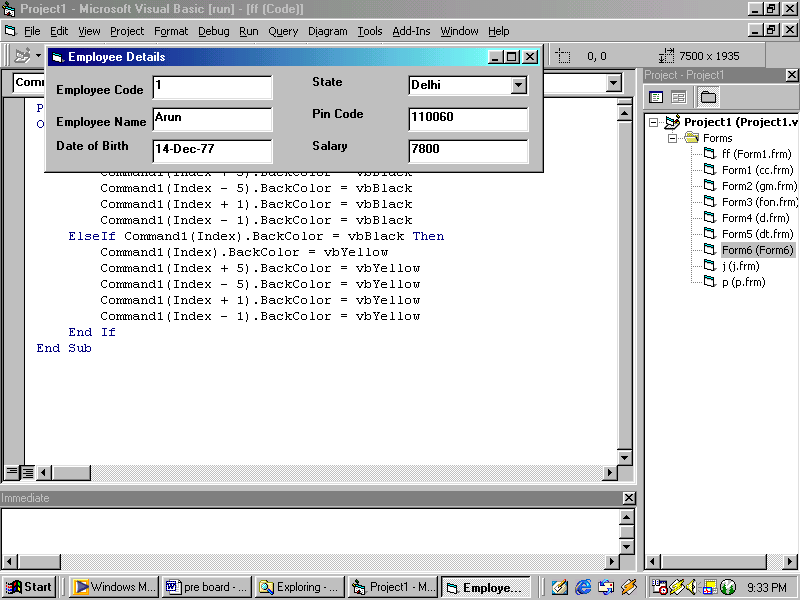 Project1 - Microsoft Visual Basic [run] - [ff (Code)]
File Edit View Project Format Debug Run Query Diagram Tools Add-Ins Window Help
0, 0 7500 x 1935
Employee Details
Employee Code 1 State Delhi
Employee Name Arun Pin Code 110060
Date of Birth 14-Dec-77 Salary 7800
Command1(Index + 5).BackColor = vbBlack
Command1(Index - 5).BackColor = vbBlack
Command1(Index + 1).BackColor = vbBlack
Command1(Index - 1).BackColor = vbBlack
ElseIf Command1(Index).BackColor = vbBlack Then
Command1(Index).BackColor = vbYellow
Command1(Index + 5).BackColor = vbYellow
Command1(Index - 5).BackColor = vbYellow
Command1(Index + 1).BackColor = vbYellow
Command1(Index - 1).BackColor = vbYellow
End If
End Sub
Project - Project1
Project1 (Project1.v
Forms
ff (Form1.frm)
Form1 (cc.frm)
Form2 (gm.frm)
Form3 (fon.frm)
Form4 (d.frm)
Form5 (dt.frm)
Form6 (Form6)
j (j.frm)
p (p.frm)
Immediate
Start Windows M... pre board - ... Exploring - ... Project1 - M... Employe... 9:33 PM